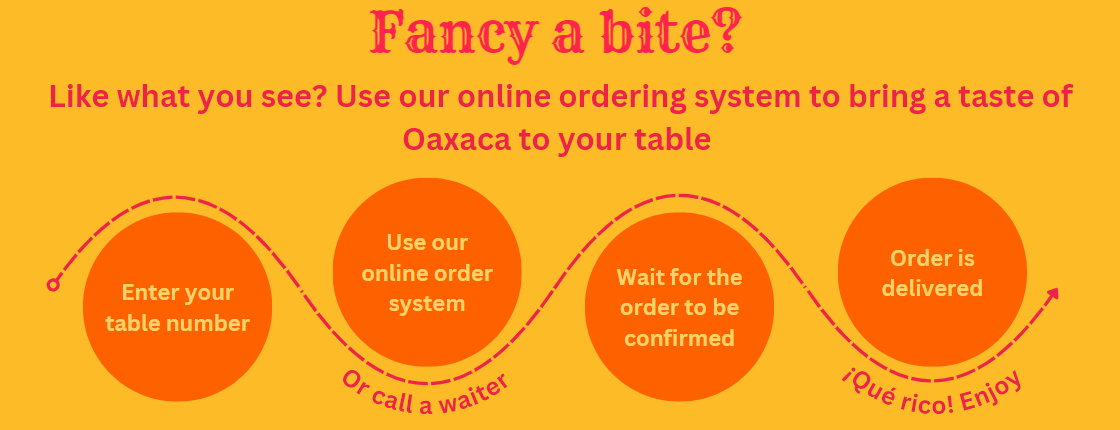 Fancy a bite?
Like what you see? Use our online ordering system to bring a taste of
Oaxaca to your table
Enter your
table number
Use our
online order
system
Or call a waiter
Wait for the
order to be
confirmed
Order is
delivered
¡Qué rico! Enjoy